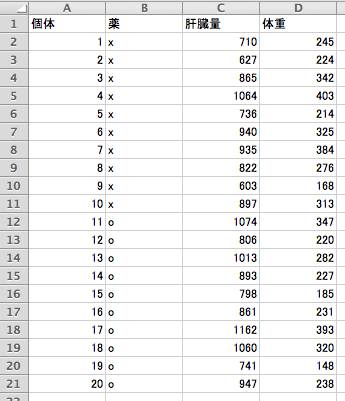 A B C D
1 個体 薬 肝臓量 体重
2 1 x 710 245
3 2 x 627 224
4 3 x 865 342
5 4 x 1064 403
6 5 x 736 214
7 6 x 940 325
8 7 x 935 384
9 8 x 822 276
10 9 x 603 168
11 10 x 897 313
12 11 o 1074 347
13 12 o 806 220
14 13 o 1013 282
15 14 o 893 227
16 15 o 798 185
17 16 o 861 231
18 17 o 1162 393
19 18 o 1060 320
20 19 o 741 148
21 20 o 947 238